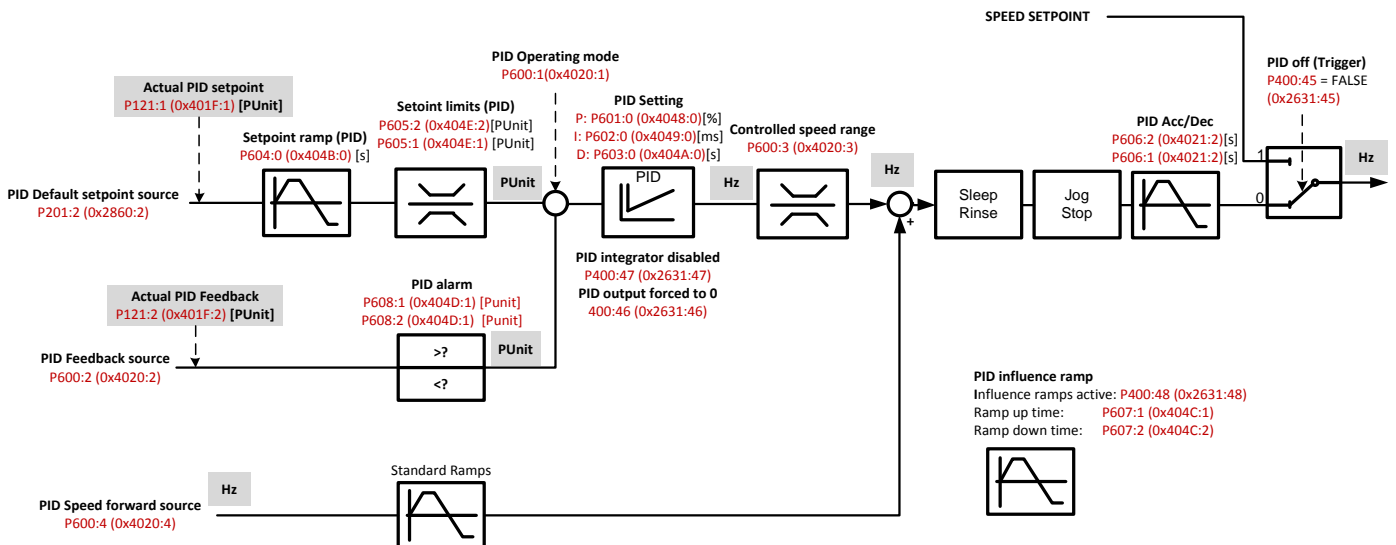 SPEED SETPOINT
PID Operating mode
P600:1(0x4020:1)
PID off (Trigger)
P400:45 = FALSE
(0x2631:45)
Actual PID setpoint
P121:1 (0x401F:1) [PUnit]
Setoint limits (PID)
P605:2 (0x404E:2)[PUnit]
P605:1 (0x404E:1) [PUnit]
PID Setting
P: P601:0 (0x4048:0)[%]
I: P602:0 (0x4049:0)[ms]
D: P603:0 (0x404A:0)[s]
Setpoint ramp (PID)
P604:0 (0x404B:0) [s]
Controlled speed range
P600:3 (0x4020:3)
PID Acc/Dec
P606:2 (0x4021:2)[s]
P606:1 (0x4021:2)[s]
1
Hz
PUnit
PID
Hz
Hz
PID Default setpoint source
P201:2 (0x2860:2)
Sleep
Rinse
Jog
Stop
0
+
PID integrator disabled
P400:47 (0x2631:47)
PID output forced to 0
400:46 (0x2631:46)
Actual PID Feedback
P121:2 (0x401F:2) [PUnit]
PID alarm
P608:1 (0x404D:1) [Punit]
P608:2 (0x404D:1) [Punit]
>?
PUnit
<?
PID Feedback source
P600:2 (0x4020:2)
PID influence ramp
Influence ramps active: P400:48 (0x2631:48)
Ramp up time: P607:1 (0x404C:1)
Ramp down time: P607:2 (0x404C:2)
Standard Ramps
Hz
PID Speed forward source
P600:4 (0x4020:4)